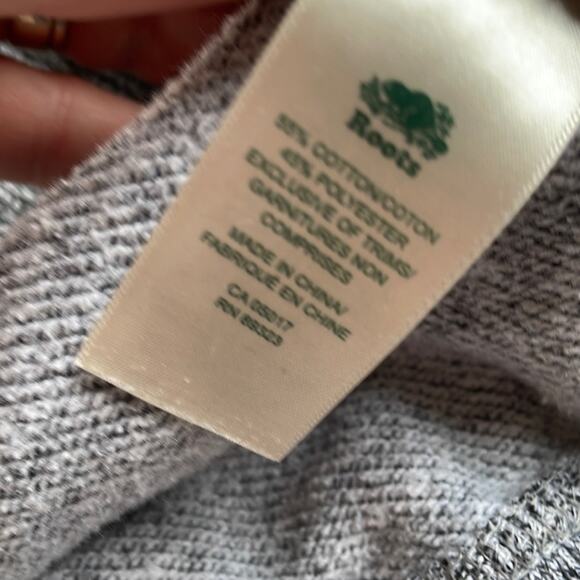 Roots
55% COTTON/COTON
45% POLYESTER
EXCLUSIVE OF TRIMS/
GARNITURES NON
COMPRISES
MADE IN CHINA/
FABRIQUÉ EN CHINE
CA 05017
RN 88323